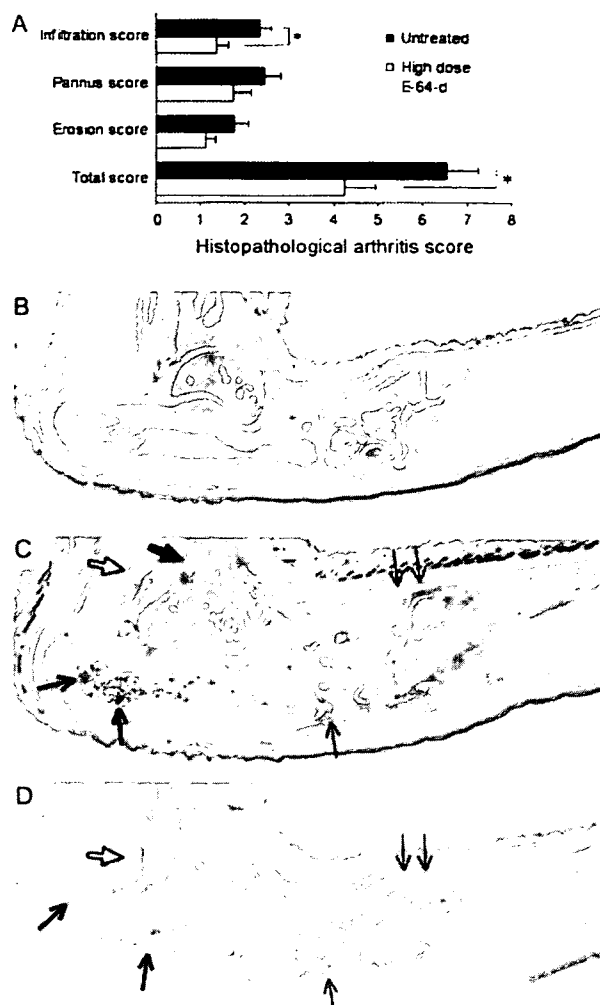 A
Infiltration score
*
Untreated
Pannus score
High dose
E-64-d
Erosion score
Total score
*
0 1 2 3 4 5 6 7 8
Histopathological arthritis score
B
C
D